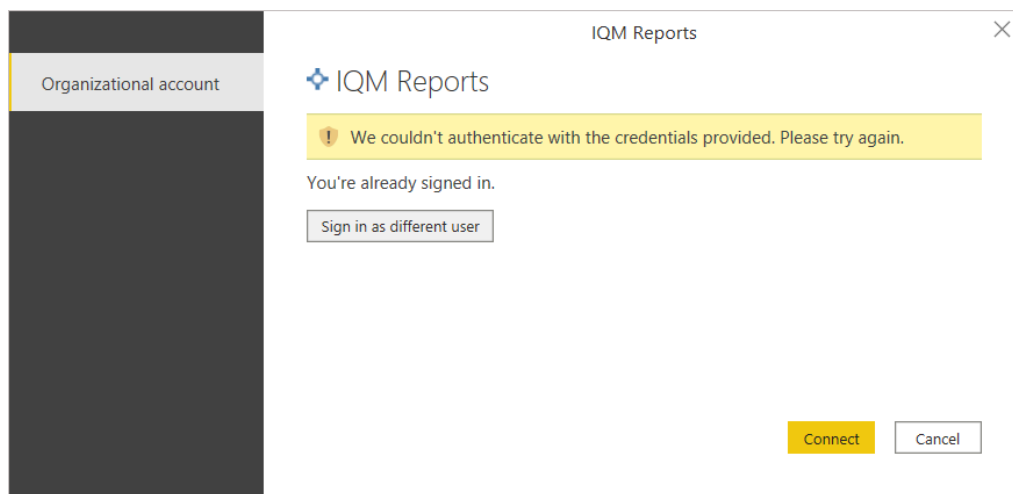 IQM Reports
Organizational account
IQM Reports
We couldn't authenticate with the credentials provided. Please try again.
You're already signed in.
Sign in as different user
Connect
Cancel